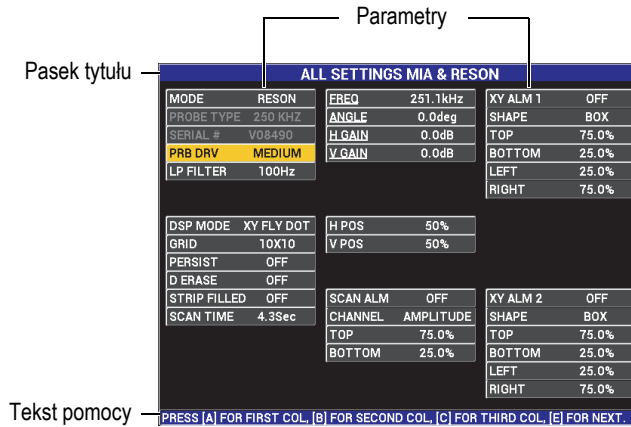 Parametry
Pasek tytułu
ALL SETTINGS MIA & RESON
MODE RESON
PROBE TYPE 250 KHZ
SERIAL # V08490
PRB DRV MEDIUM
LP FILTER 100Hz
FREQ 251.1kHz
ANGLE 0.0deg
H GAIN 0.0dB
V GAIN 0.0dB
XY ALM 1 OFF
SHAPE BOX
TOP 75.0%
BOTTOM 25.0%
LEFT 25.0%
RIGHT 75.0%
DSP MODE XY FLY DOT
GRID 10X10
PERSIST OFF
D ERASE OFF
STRIP FILLED OFF
SCAN TIME 4.3Sec
H POS 50%
V POS 50%
SCAN ALM OFF
CHANNEL AMPLITUDE
TOP 75.0%
BOTTOM 25.0%
XY ALM 2 OFF
SHAPE BOX
TOP 75.0%
BOTTOM 25.0%
LEFT 25.0%
RIGHT 75.0%
Tekst pomocy
PRESS [A] FOR FIRST COL, [B] FOR SECOND COL, [C] FOR THIRD COL, [E] FOR NEXT.